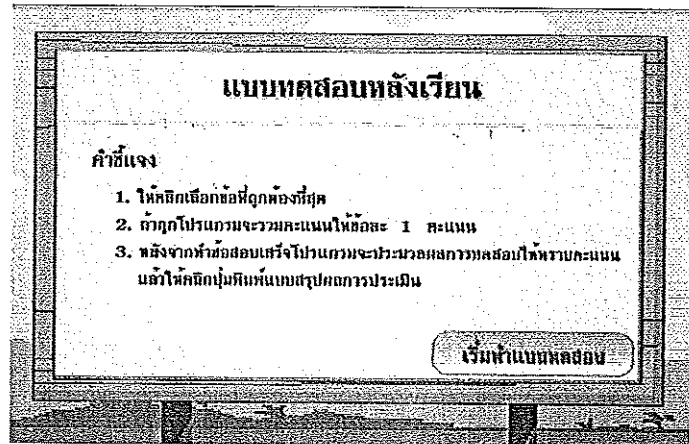 แบบทดสอบหลังเรียน
คำชี้แจง
1. ให้คลิกเลือกข้อที่ถูกต้องที่สุด
2. ถ้าถูกโปรแกรมจะรวมคะแนนให้ข้อละ 1 คะแนน
3. หลังจากทำข้อสอบเสร็จโปรแกรมจะประมวลผลการทดสอบให้ทราบคะแนน
แล้วให้คลิกปุ่มพิมพ์แบบสรุปผลการประเมิน
เริ่มทำแบบทดสอบ